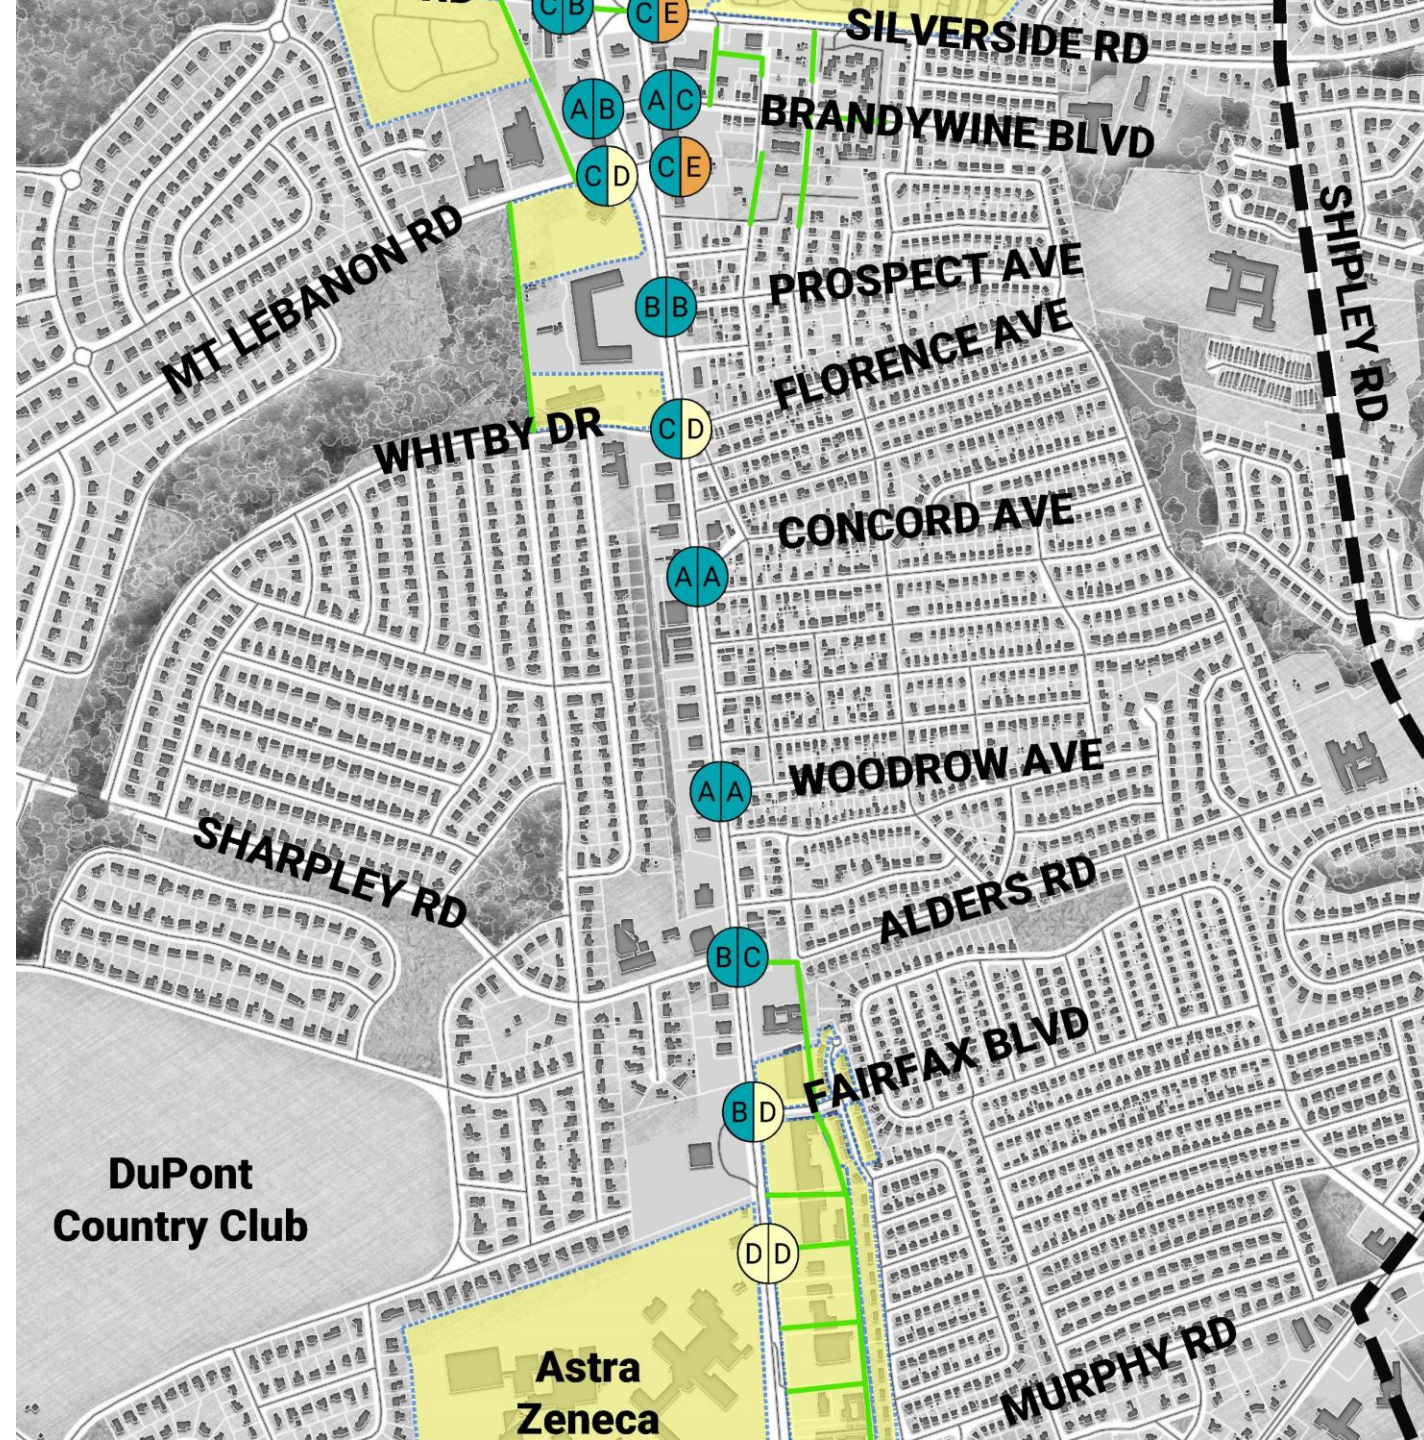 RD
C B
C E
SILVERSIDE RD
A B
A C
BRANDYWINE BLVD
C D
C E
SHIPLEY RD
MT LEBANON RD
PROSPECT AVE
B B
FLORENCE AVE
WHITBY DR
C D
CONCORD AVE
A A
WOODROW AVE
A A
SHARPLEY RD
ALDERS RD
B C
FAIRFAX BLVD
B D
DuPont
Country Club
D D
MURPHY RD
Astra
Zeneca